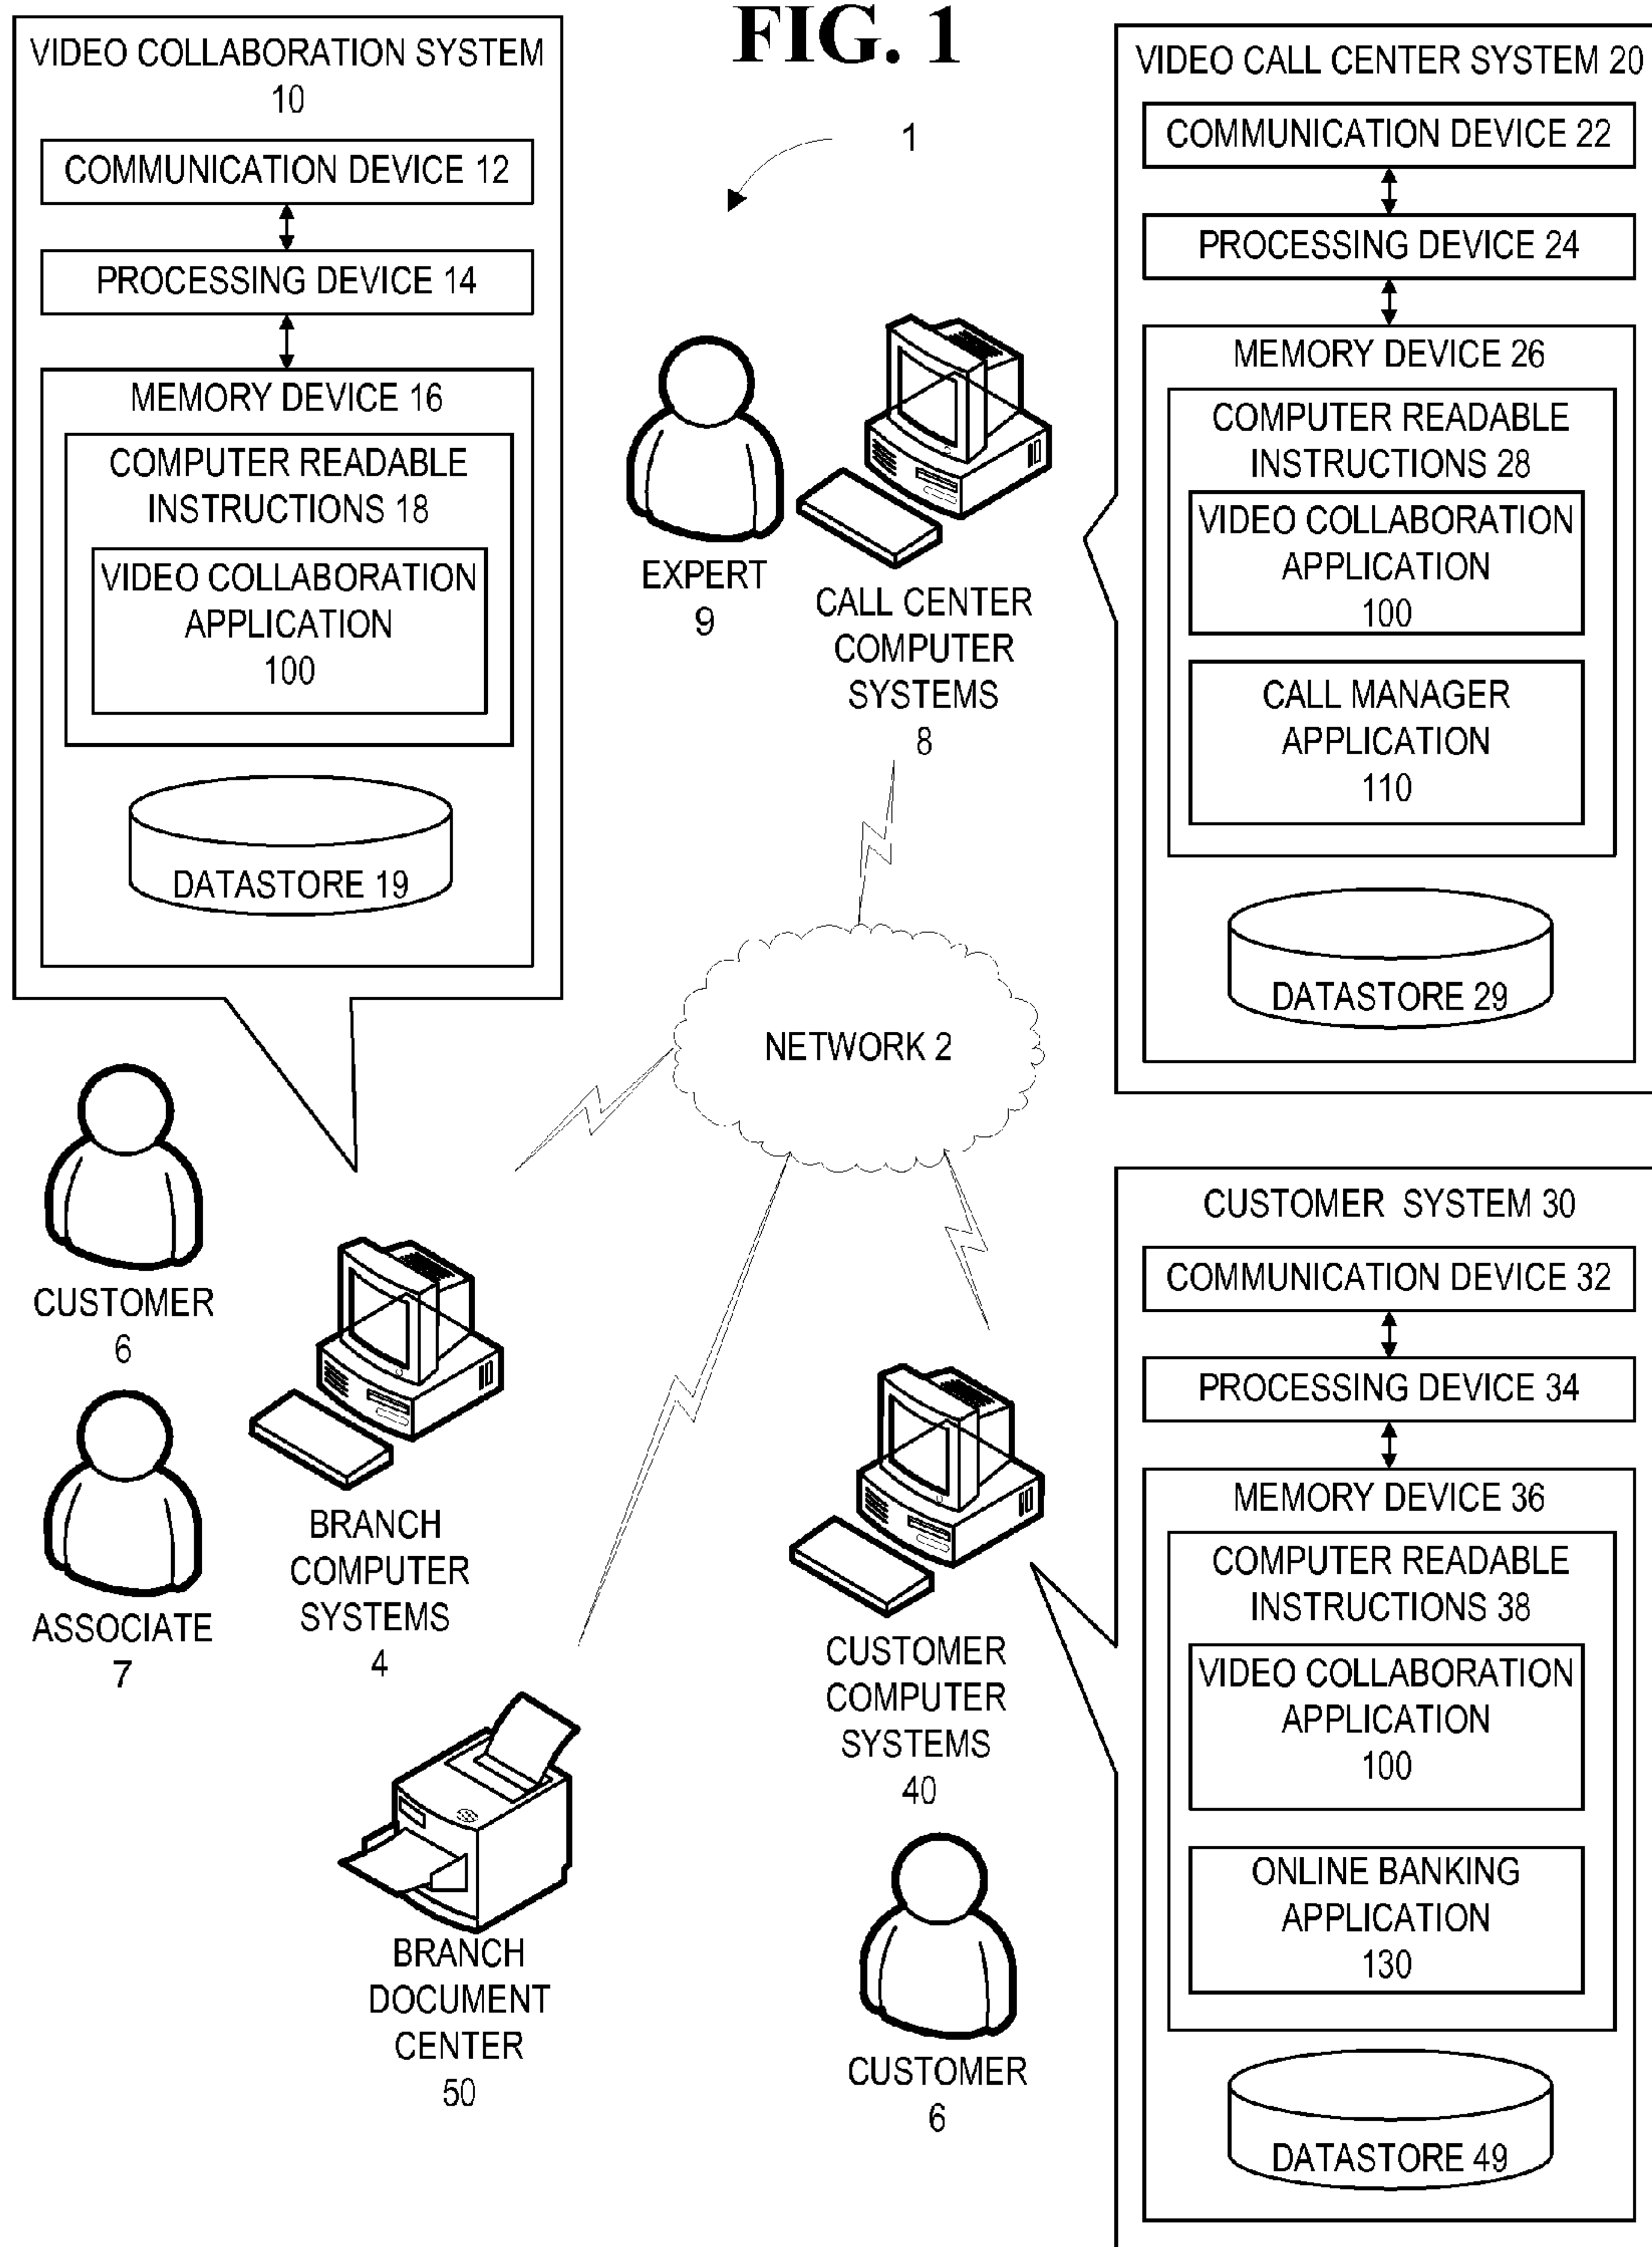 FIG. 1
1
VIDEO COLLABORATION SYSTEM
10
COMMUNICATION DEVICE 12
PROCESSING DEVICE 14
MEMORY DEVICE 16
COMPUTER READABLE
INSTRUCTIONS 18
VIDEO COLLABORATION
APPLICATION
100
DATASTORE 19
EXPERT
9
CALL CENTER
COMPUTER
SYSTEMS
8
VIDEO CALL CENTER SYSTEM 20
COMMUNICATION DEVICE 22
PROCESSING DEVICE 24
MEMORY DEVICE 26
COMPUTER READABLE
INSTRUCTIONS 28
VIDEO COLLABORATION
APPLICATION
100
CALL MANAGER
APPLICATION
110
DATASTORE 29
NETWORK 2
CUSTOMER
6
ASSOCIATE
7
BRANCH
COMPUTER
SYSTEMS
4
BRANCH
DOCUMENT
CENTER
50
CUSTOMER
COMPUTER
SYSTEMS
40
CUSTOMER
6
CUSTOMER SYSTEM 30
COMMUNICATION DEVICE 32
PROCESSING DEVICE 34
MEMORY DEVICE 36
COMPUTER READABLE
INSTRUCTIONS 38
VIDEO COLLABORATION
APPLICATION
100
ONLINE BANKING
APPLICATION
130
DATASTORE 49